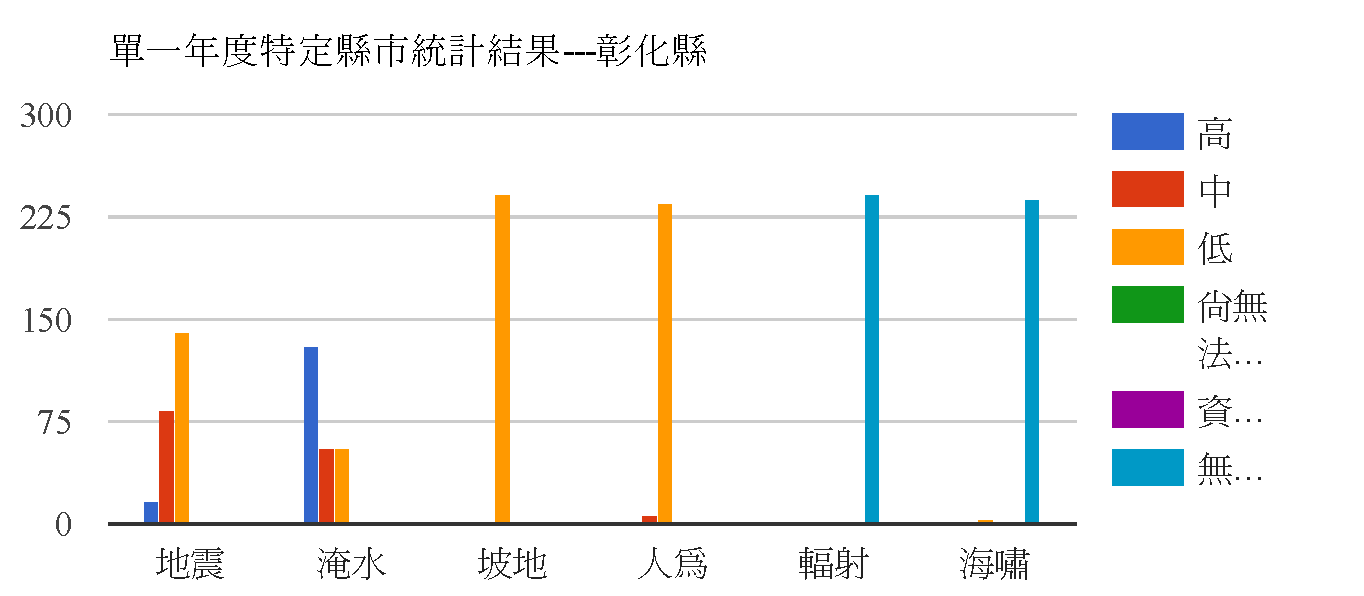 單一年度特定縣市統計結果---彰化縣
300
225
150
75
0
高
中
低
尙無
法...
資...
無...
地震
淹水
坡地
人爲
輻射
海嘯